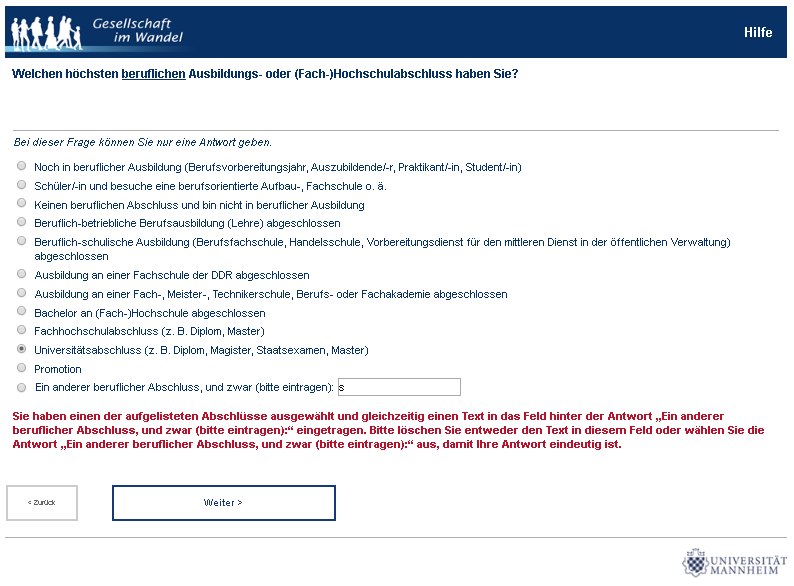 Gesellschaft
im Wandel
Hilfe
Welchen höchsten beruflichen Ausbildungs- oder (Fach-)Hochschulabschluss haben Sie?
Bei dieser Frage können Sie nur eine Antwort geben.
Noch in beruflicher Ausbildung (Berufsvorbereitungsjahr, Auszubildende/-r, Praktikant/-in, Student/-in)
Schüler/-in und besuche eine berufsorientierte Aufbau-, Fachschule o. ä.
Keinen beruflichen Abschluss und bin nicht in beruflicher Ausbildung
Beruflich-betriebliche Berufsausbildung (Lehre) abgeschlossen
Beruflich-schulische Ausbildung (Berufsfachschule, Handelsschule, Vorbereitungsdienst für den mittleren Dienst in der öffentlichen Verwaltung)
abgeschlossen
Ausbildung an einer Fachschule der DDR abgeschlossen
Ausbildung an einer Fach-, Meister-, Technikerschule, Berufs- oder Fachakademie abgeschlossen
Bachelor an (Fach-)Hochschule abgeschlossen
Fachhochschulabschluss (z. B. Diplom, Master)
Universitätsabschluss (z. B. Diplom, Magister, Staatsexamen, Master)
Promotion
Ein anderer beruflicher Abschluss, und zwar (bitte eintragen): s
Sie haben einen der aufgelisteten Abschlüsse ausgewählt und gleichzeitig einen Text in das Feld hinter der Antwort „Ein anderer
beruflicher Abschluss, und zwar (bitte eintragen):“ eingetragen. Bitte löschen Sie entweder den Text in diesem Feld oder wählen Sie die
Antwort „Ein anderer beruflicher Abschluss, und zwar (bitte eintragen):“ aus, damit Ihre Antwort eindeutig ist.
< Zurück
Weiter >
UNIVERSITÄT
MANNHEIM